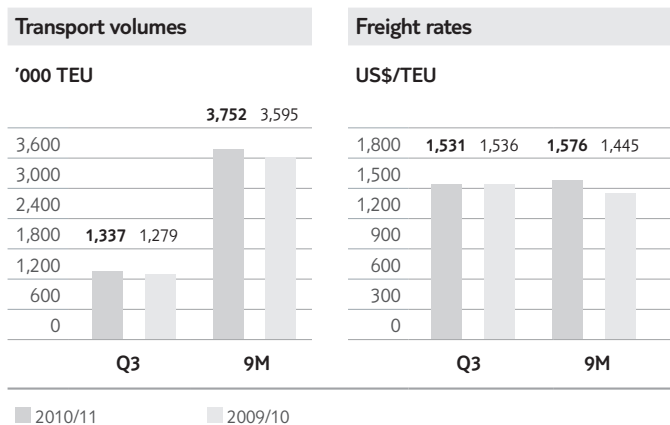 Transport volumes
'000 TEU
3,752 3,595
3,600
3,000
2,400
1,800 1,337 1,279
1,200
600
0
Q3 9M
Freight rates
US$/TEU
1,800 1,531 1,536 1,576 1,445
1,500
1,200
900
600
300
0
Q3 9M
2010/11 2009/10